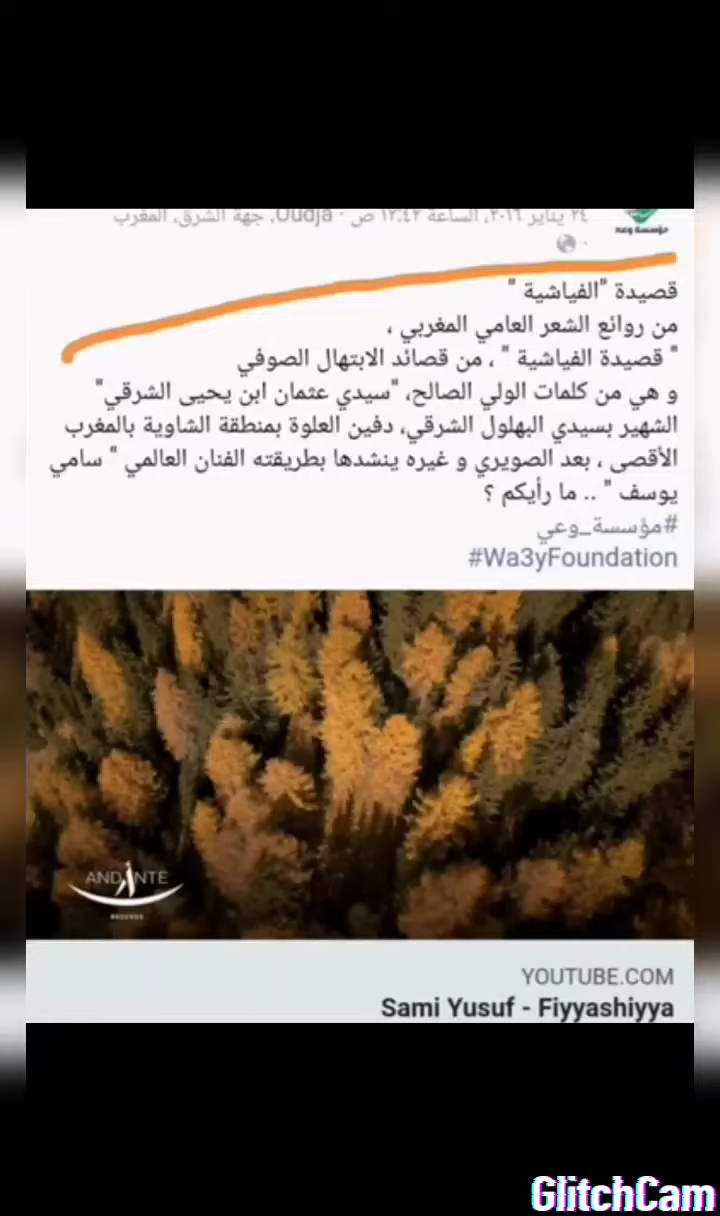 ٢٤ يناير ٢٠١٦، الساعة ١٢:٤٢ ص · Oudja، جهة الشرق، المغرب
مؤسسة وعي
قصيدة "الفياشية "
من روائع الشعر العامي المغربي ،
" قصيدة الفياشية " ، من قصائد الابتهال الصوفي
و هي من كلمات الولي الصالح، "سيدي عثمان ابن يحيى الشرقي"
الشهير بسيدي البهلول الشرقي، دفين العلوة بمنطقة الشاوية بالمغرب
الأقصى ، بعد الصويري و غيره ينشدها بطريقته الفنان العالمي " سامي
يوسف " .. ما رأيكم ؟
#مؤسسة_وعي
#Wa3yFoundation
ANDANTE
RECORDS
YOUTUBE.COM
Sami Yusuf - Fiyyashiyya
GlitchCam